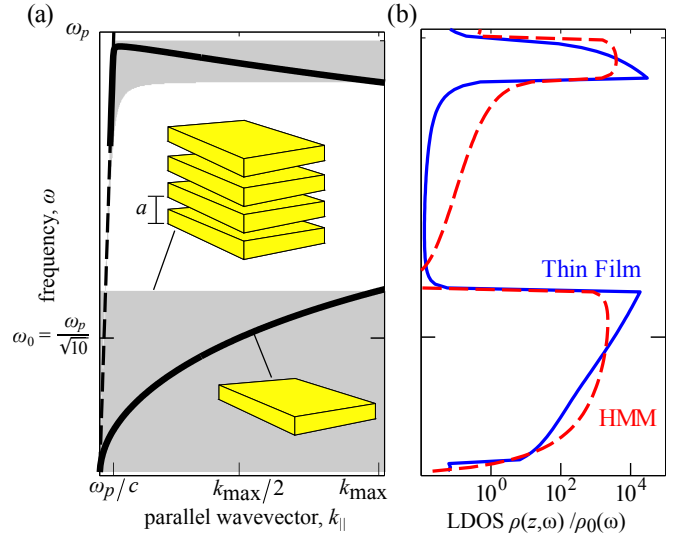 (a)
(b)
ωp
frequency, ω
a
ω0 = ωp/√10
ωp/c
kmax/2
kmax
parallel wavevector, k||
Thin Film
HMM
10^0
10^2
10^4
LDOS ρ(z,ω) /ρ0(ω)